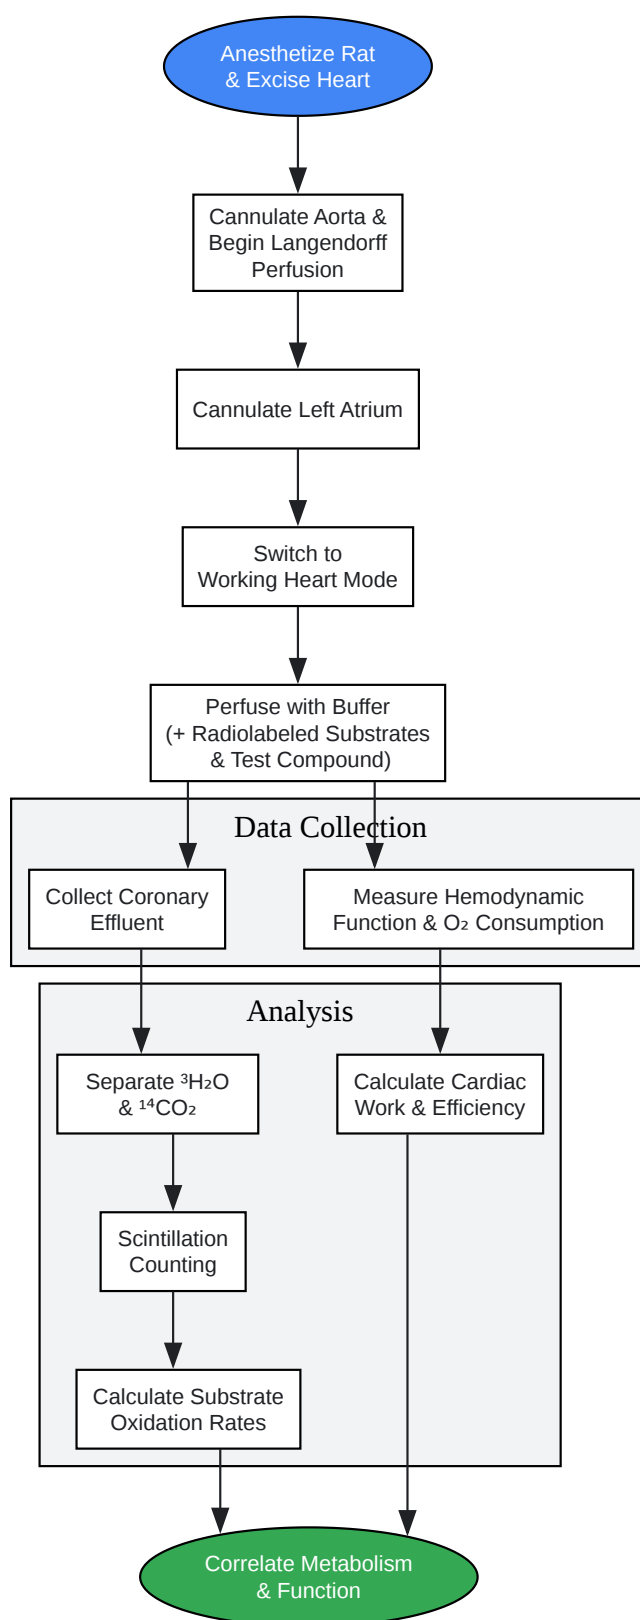 Anesthetize Rat
& Excise Heart
Cannulate Aorta &
Begin Langendorff
Perfusion
Cannulate Left Atrium
Switch to
Working Heart Mode
Perfuse with Buffer
(+ Radiolabeled Substrates
& Test Compound)
Data Collection
Collect Coronary
Effluent
Measure Hemodynamic
Function & O₂ Consumption
Analysis
Separate ³H₂O
& ¹⁴CO₂
Calculate Cardiac
Work & Efficiency
Scintillation
Counting
Calculate Substrate
Oxidation Rates
Correlate Metabolism
& Function